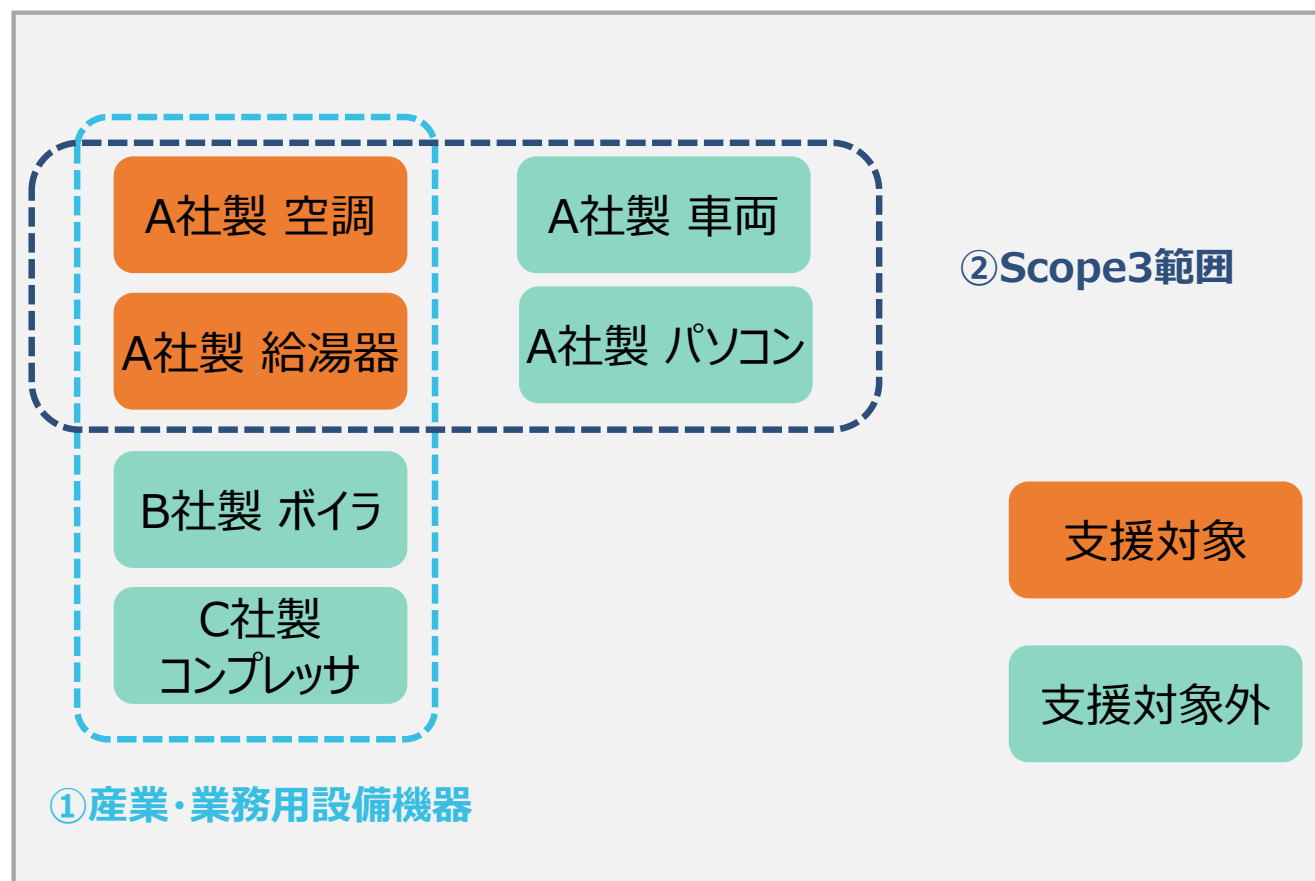 A社製 空調
A社製 車両
A社製 給湯器
A社製 パソコン
②Scope3範囲
B社製 ボイラ
C社製
コンプレッサ
支援対象
支援対象外
①産業・業務用設備機器